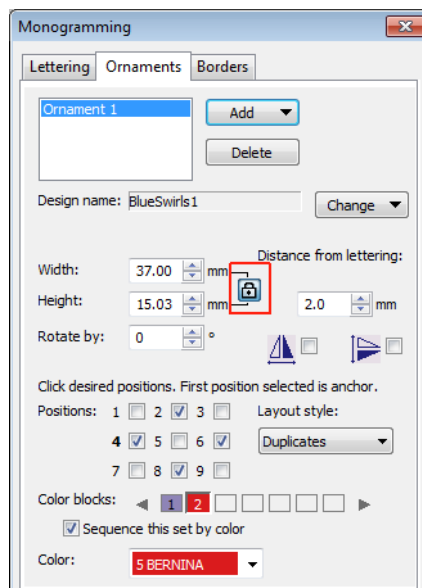 Monogramming
Lettering Ornaments Borders
Ornament 1
Add
Delete
Design name: BlueSwirls1 Change
Distance from lettering:
Width: 37.00 mm
Height: 15.03 mm 2.0 mm
Rotate by: 0 °
Click desired positions. First position selected is anchor.
Positions: 1 2 3 Layout style:
4 5 6 Duplicates
7 8 9
Color blocks: 1 2
Sequence this set by color
Color: 5 BERNINA